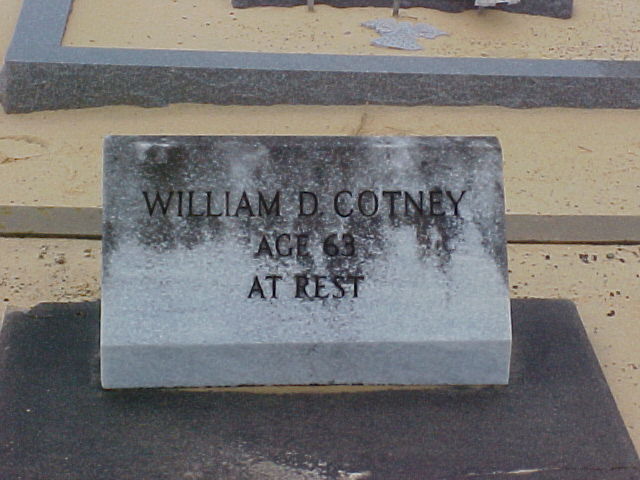 WILLIAM D. COTNEY
AGE 63
AT REST